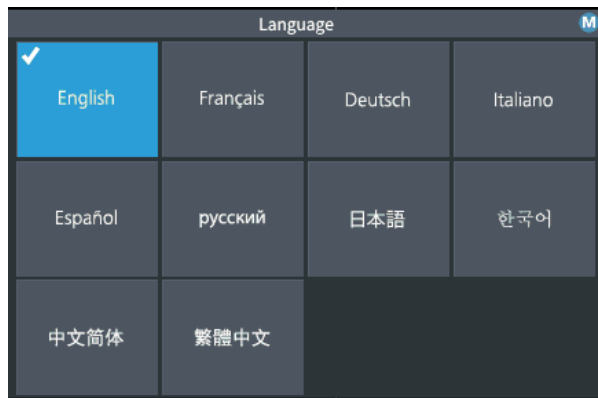 Language
M
English
Français
Deutsch
Italiano
Español
русский
日本語
한국어
中文简体
繁體中文